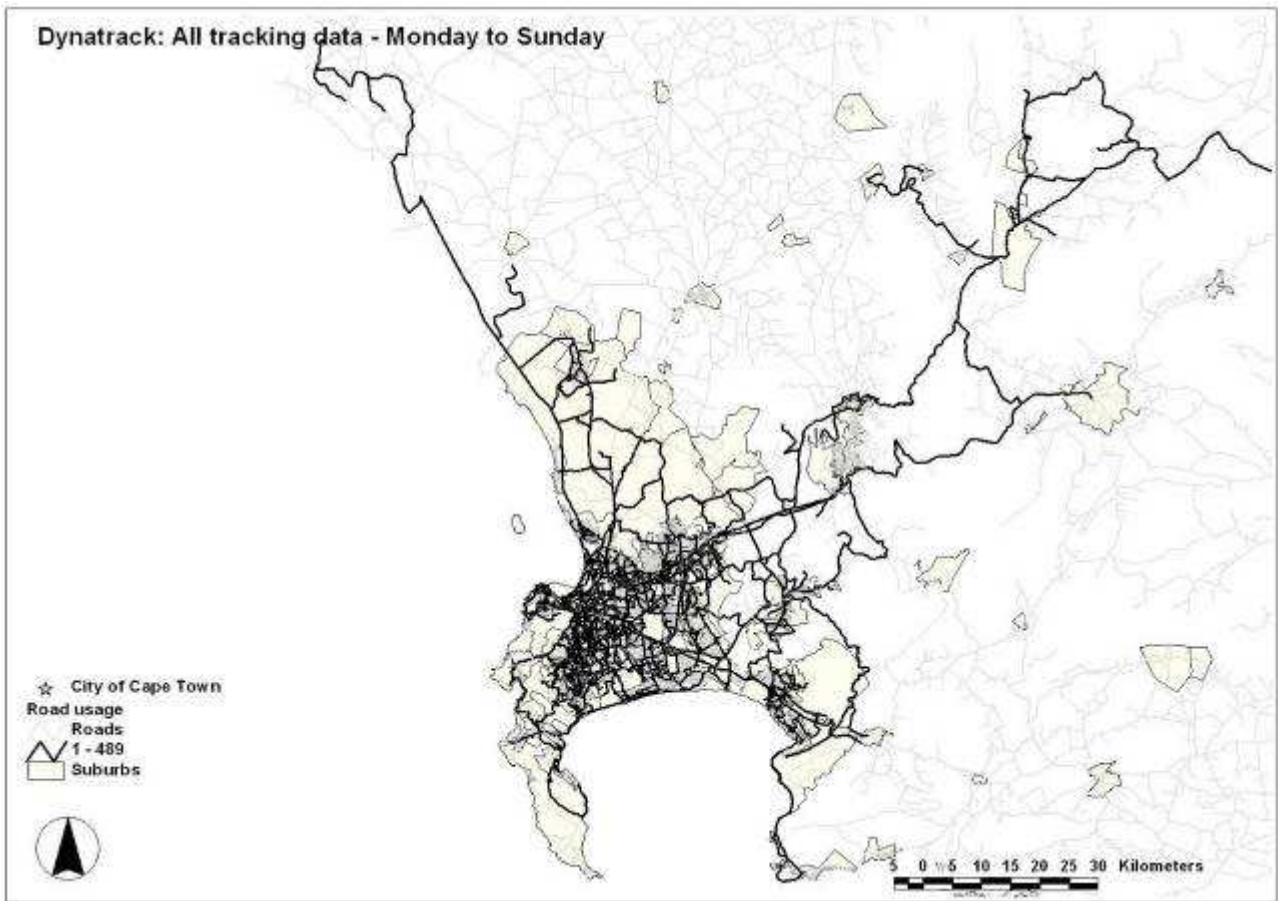 Dynatrack: All tracking data - Monday to Sunday
City of Cape Town
Road usage
Roads
1 - 489
Suburbs
5 0 5 10 15 20 25 30 Kilometers